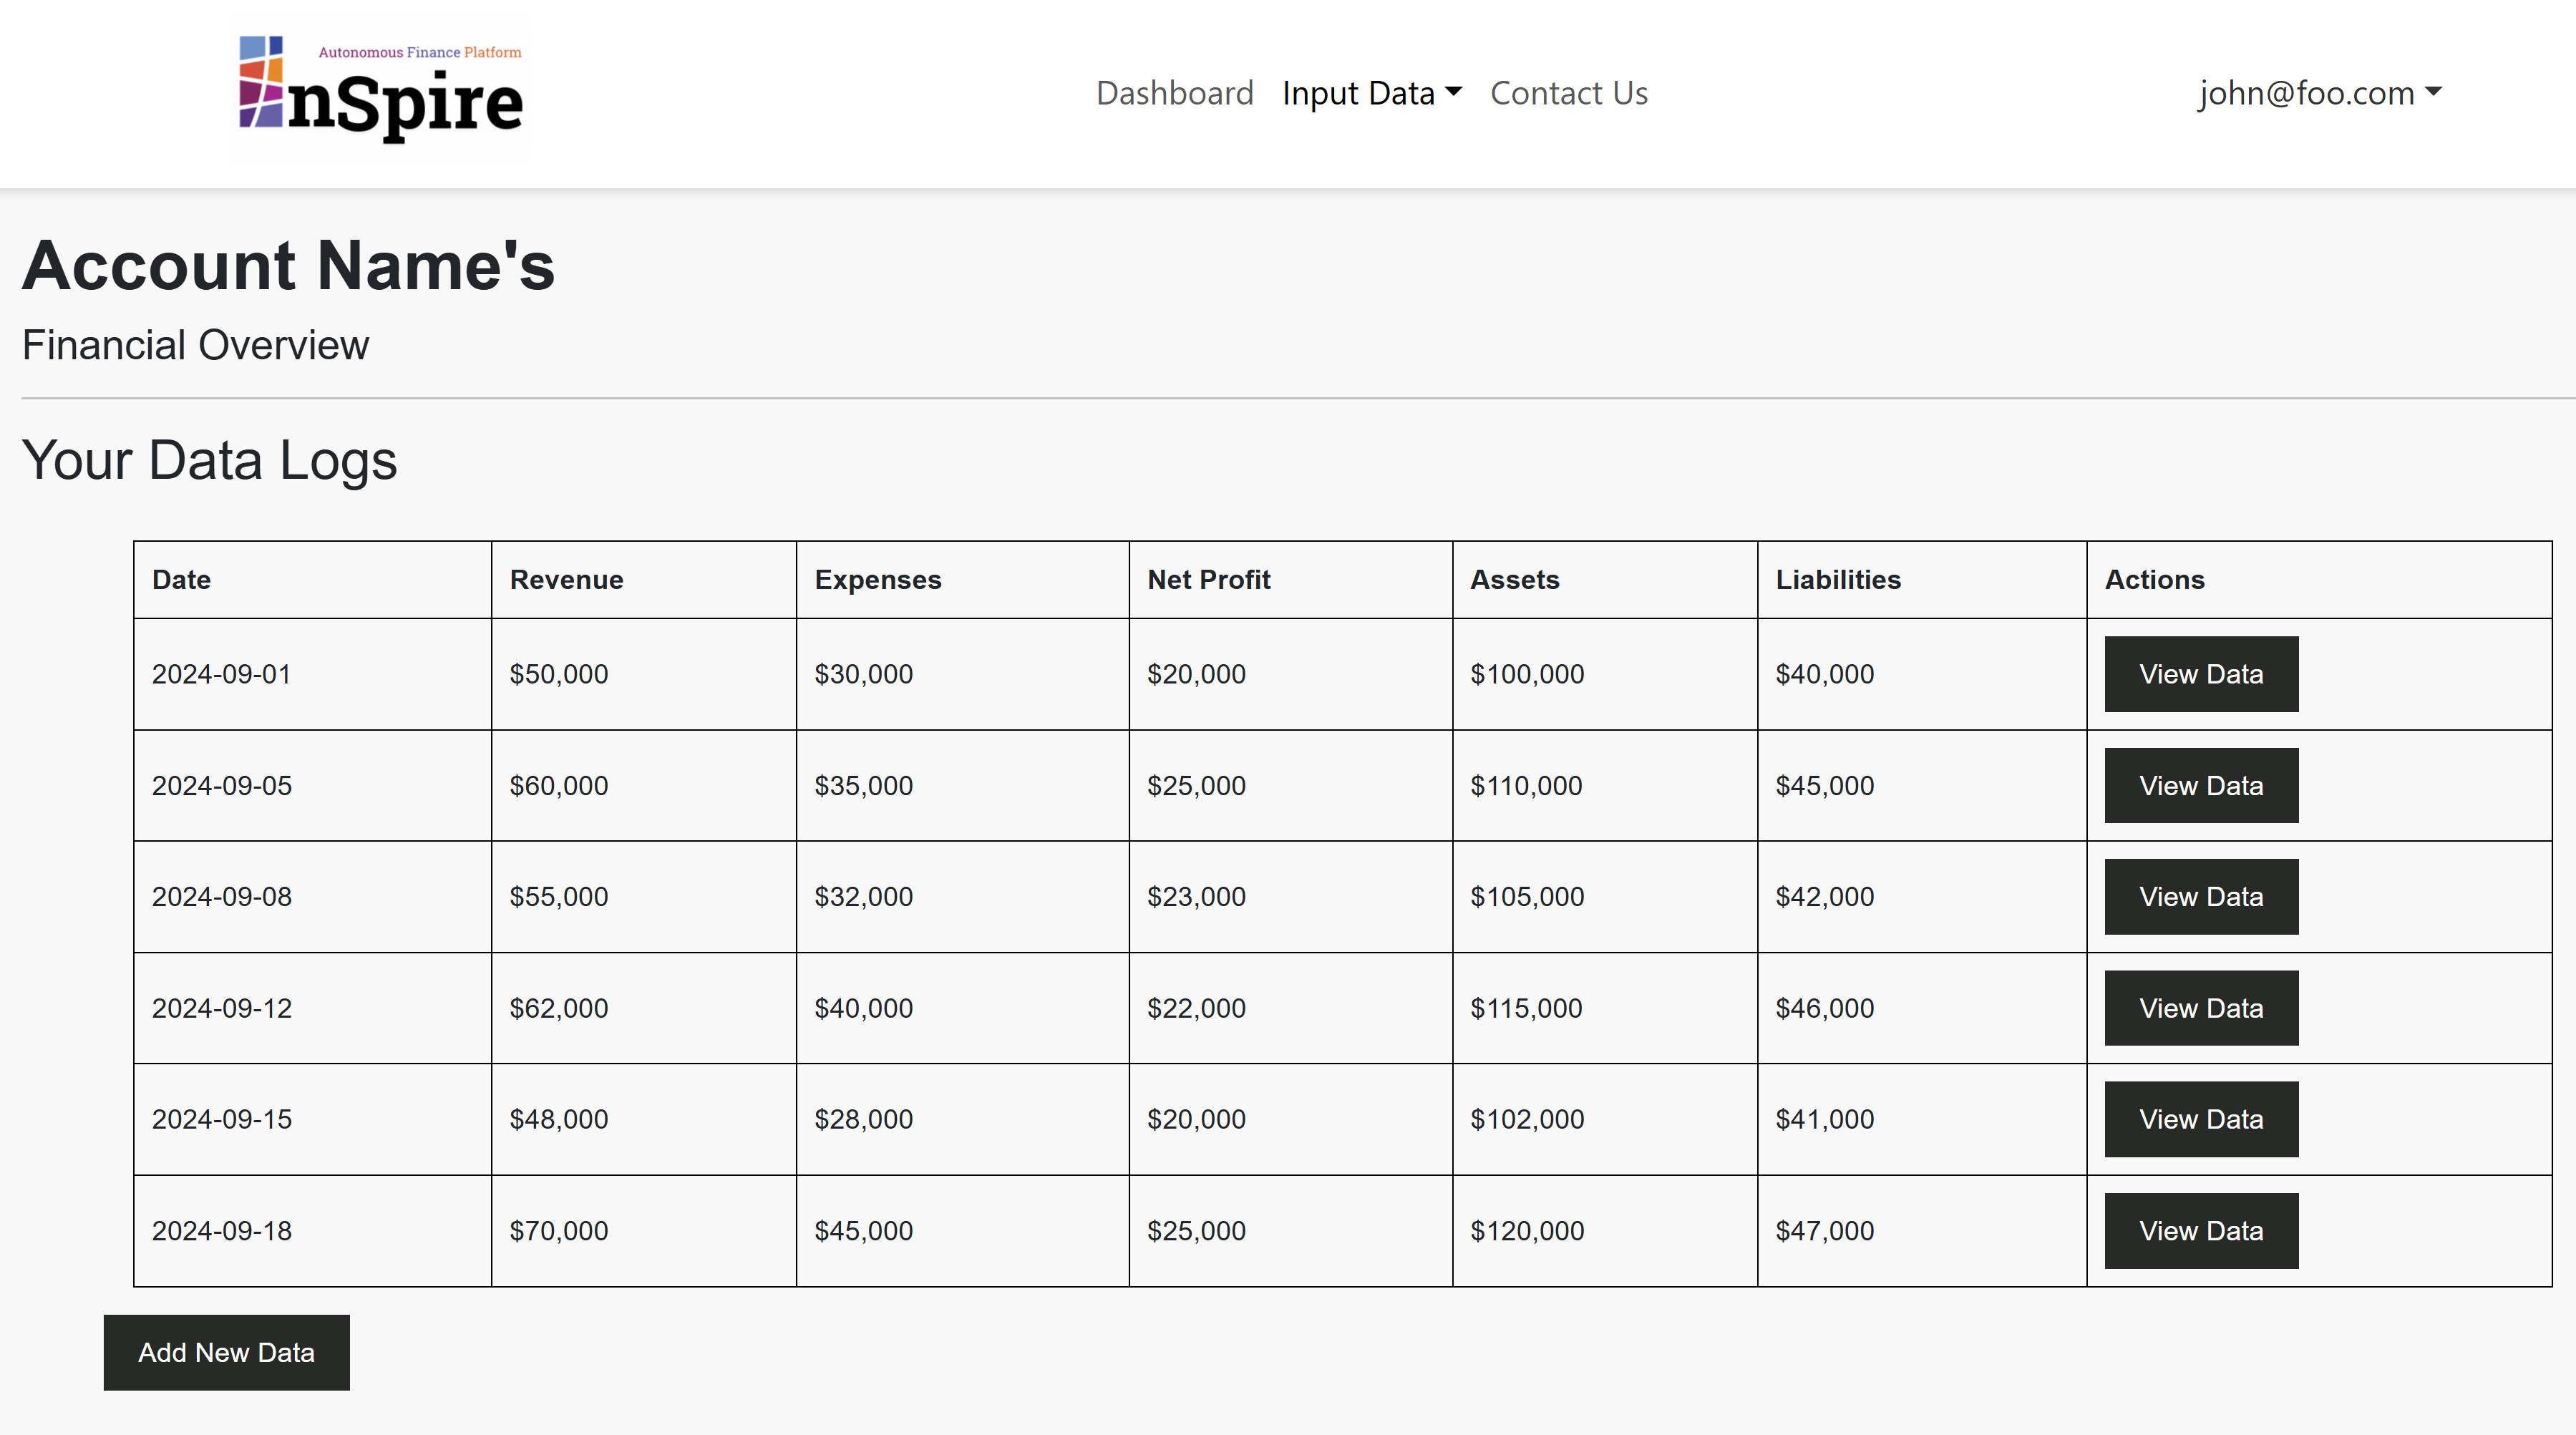 Autonomous Finance Platform
InSpire
Dashboard Input Data Contact Us john@foo.com
Account Name's
Financial Overview
Your Data Logs
Date Revenue Expenses Net Profit Assets Liabilities Actions
2024-09-01 $50,000 $30,000 $20,000 $100,000 $40,000 View Data
2024-09-05 $60,000 $35,000 $25,000 $110,000 $45,000 View Data
2024-09-08 $55,000 $32,000 $23,000 $105,000 $42,000 View Data
2024-09-12 $62,000 $40,000 $22,000 $115,000 $46,000 View Data
2024-09-15 $48,000 $28,000 $20,000 $102,000 $41,000 View Data
2024-09-18 $70,000 $45,000 $25,000 $120,000 $47,000 View Data
Add New Data